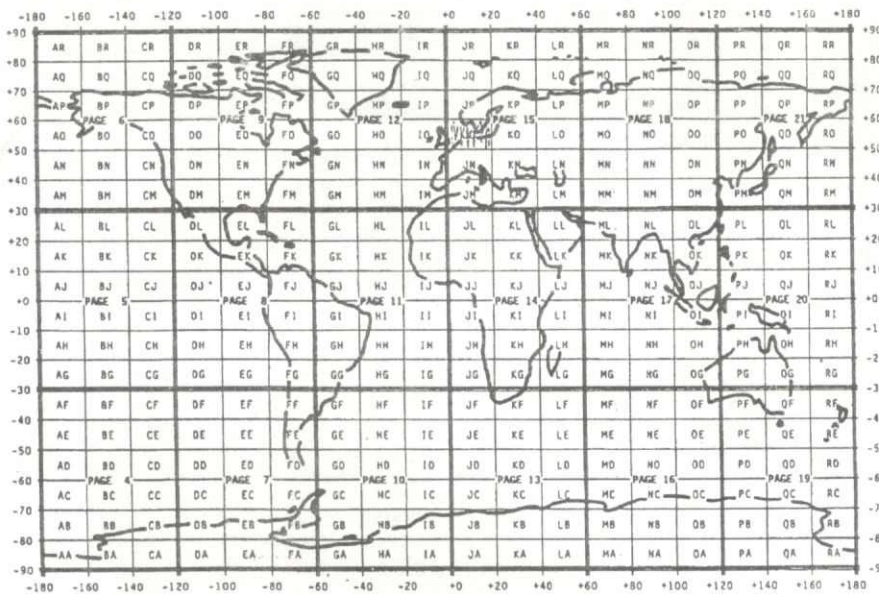 -180 -160 -140 -120 -100 -80 -60 -40 -20 +0 +20 +40 +60 +80 +100 +120 +140 +160 +180
+90 +90
AR BR CR DR ER FR GR HR IR JR KR LR MR NR OR PR QR RR
+80 +80
AQ BQ CQ DQ EQ FQ GQ HQ IQ JQ KQ LQ MQ NQ OQ PQ QQ RQ
+70 +70
AP BP CP DP EP FP GP HP IP JP KP LP MP NP OP PP QP RP
+60 PAGE 6 PAGE 9 PAGE 12 PAGE 15 PAGE 18 PAGE 21 +60
AO BO CO DO EO FO GO HO IO KO LO MO NO OO PO QO RO
+50 +50
AN BN CN DN EN FN GN HN IN JN KN LN MN NN ON PN QN RN
+40 +40
AM BM CM DM EM FM GM HM IM JM KM LM MM NM OM PM QM RM
+30 +30
AL BL CL DL EL FL GL HL IL JL KL LL ML NL OL PL QL RL
+20 +20
AK BK CK DK EK FK GK HK IK JK KK LK MK NK OK PK QK RK
+10 +10
AJ BJ CJ DJ EJ FJ GJ HJ IJ JJ KJ LJ MJ NJ OJ PJ QJ RJ
+0 PAGE 5 PAGE 8 PAGE 11 PAGE 14 PAGE 17 PAGE 20 +0
AI BI CI DI EI FI GI HI II JI KI LI MI NI OI PI QI RI
-10 -10
AH BH CH DH EH FH GH HH IH JH KH LH MH NH OH PH QH RH
-20 -20
AG BG CG DG EG FG GG HG IG JG KG LG MG NG OG PG QG RG
-30 -30
AF BF CF DF EF FF GF HF IF JF KF LF MF NF OF PF QF RF
-40 -40
AE BE CE DE EE FE GE HE IE JE KE LE ME NE OE PE QE RE
-50 -50
AD BD CD DD ED FD GD HD ID JD KD LD MD ND OD PD QD RD
-60 PAGE 4 PAGE 7 PAGE 10 PAGE 13 PAGE 16 PAGE 19 -60
AC BC CC DC EC FC GC HC IC JC KC LC MC NC OC PC QC RC
-70 -70
AB BB CB DB EB FB GB HB IB JB KB LB MB NB OB PB QB RB
-80 -8
AA BA CA DA EA FA GA HA IA JA KA LA MA NA OA PA QA RA
-90 -9
-180 -160 -140 -120 -100 -80 -60 -40 -20 +0 +20 +40 +60 +80 +100 +120 +140 +160 +180